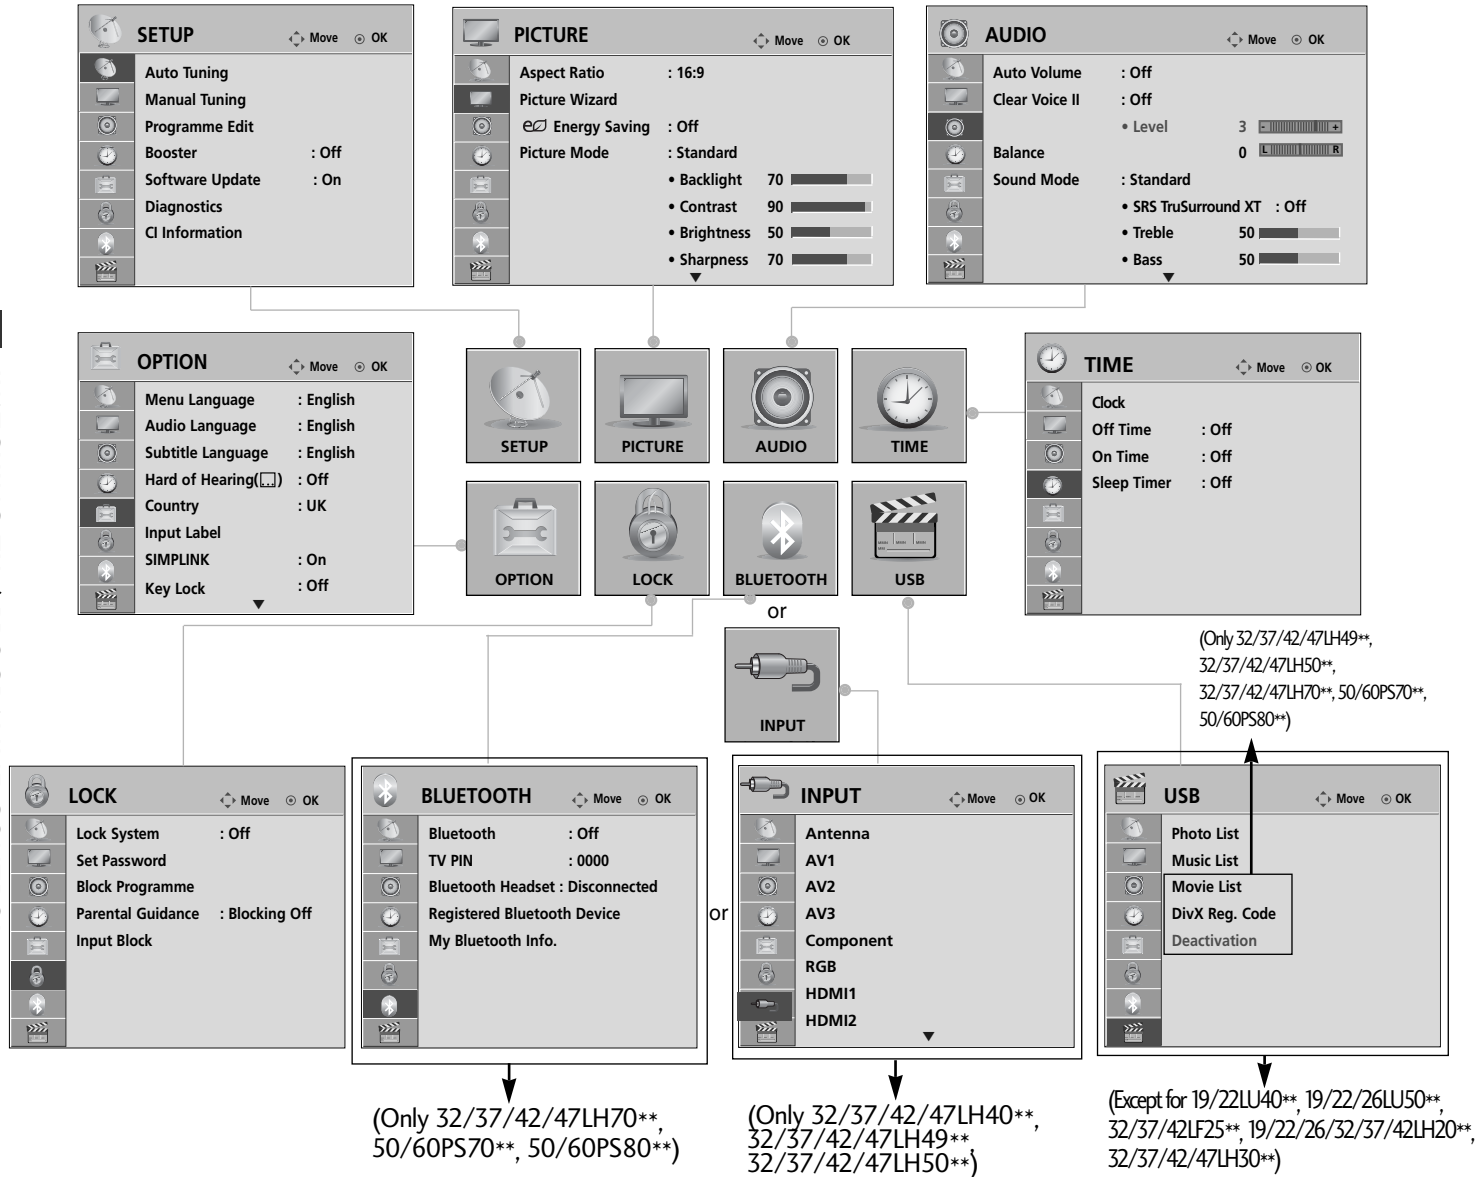 SETUP
Move
OK
Auto Tuning
Manual Tuning
Programme Edit
Booster : Off
Software Update : On
Diagnostics
CI Information
PICTURE
Move
OK
Aspect Ratio : 16:9
Picture Wizard
Energy Saving : Off
Picture Mode : Standard
• Backlight 70
• Contrast 90
• Brightness 50
• Sharpness 70
▼
AUDIO
Move
OK
Auto Volume : Off
Clear Voice II : Off
• Level 3 - +
Balance 0 L R
Sound Mode : Standard
• SRS TruSurround XT : Off
• Treble 50
• Bass 50
▼
OPTION
Move
OK
Menu Language : English
Audio Language : English
Subtitle Language : English
Hard of Hearing( ) : Off
Country : UK
Input Label
SIMPLINK : On
Key Lock : Off
▼
SETUP
PICTURE
AUDIO
TIME
OPTION
LOCK
BLUETOOTH
USB
or
INPUT
TIME
Move
OK
Clock
Off Time : Off
On Time : Off
Sleep Timer : Off
(Only 32/37/42/47LH49**,
32/37/42/47LH50**,
32/37/42/47LH70**, 50/60PS70**,
50/60PS80**)
LOCK
Move
OK
Lock System : Off
Set Password
Block Programme
Parental Guidance : Blocking Off
Input Block
BLUETOOTH
Move
OK
Bluetooth : Off
TV PIN : 0000
Bluetooth Headset : Disconnected
Registered Bluetooth Device
My Bluetooth Info.
or
INPUT
Move
OK
Antenna
AV1
AV2
AV3
Component
RGB
HDMI1
HDMI2
▼
USB
Move
OK
Photo List
Music List
Movie List
DivX Reg. Code
Deactivation
(Only 32/37/42/47LH70**,
50/60PS70**, 50/60PS80**)
(Only 32/37/42/47LH40**,
32/37/42/47LH49**,
32/37/42/47LH50**)
(Except for 19/22LU40**, 19/22/26LU50**,
32/37/42LF25**, 19/22/26/32/37/42LH20**,
32/37/42/47LH30**)